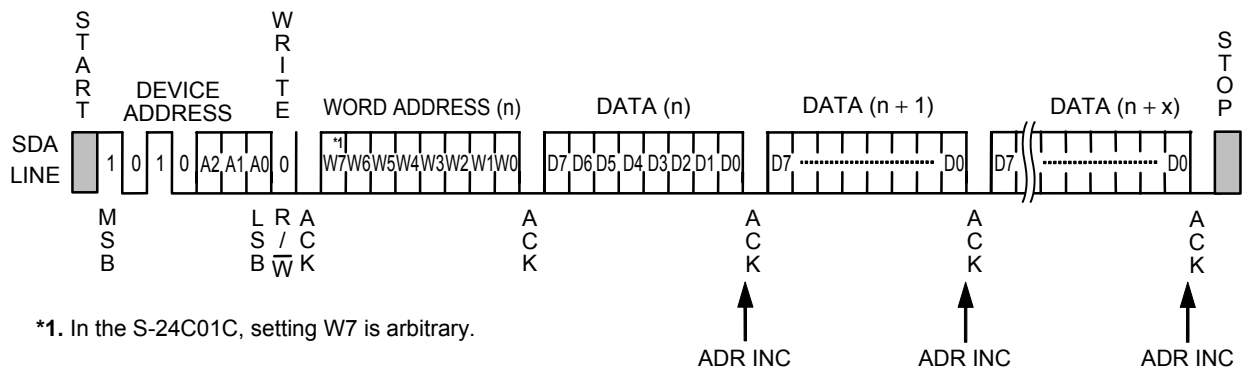 START
WRITE
STOP
DEVICE
ADDRESS
WORD ADDRESS (n)
DATA (n)
DATA (n + 1)
DATA (n + x)
SDA
LINE
1 0 1 0 A2 A1 A0 0
*1
W7 W6 W5 W4 W3 W2 W1 W0
D7 D6 D5 D4 D3 D2 D1 D0
D7 D0
D7 D0
MSB
LSB
R/W̅
ACK
ACK
ACK
ACK
ACK
*1. In the S-24C01C, setting W7 is arbitrary.
ADR INC
ADR INC
ADR INC